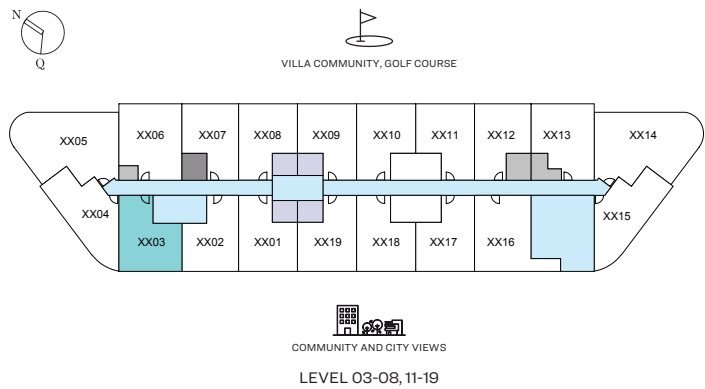 N
Q
VILLA COMMUNITY, GOLF COURSE
XX05
XX06
XX07
XX08
XX09
XX10
XX11
XX12
XX13
XX14
XX04
XX03
XX02
XX01
XX19
XX18
XX17
XX16
XX15
COMMUNITY AND CITY VIEWS
LEVEL 03-08, 11-19